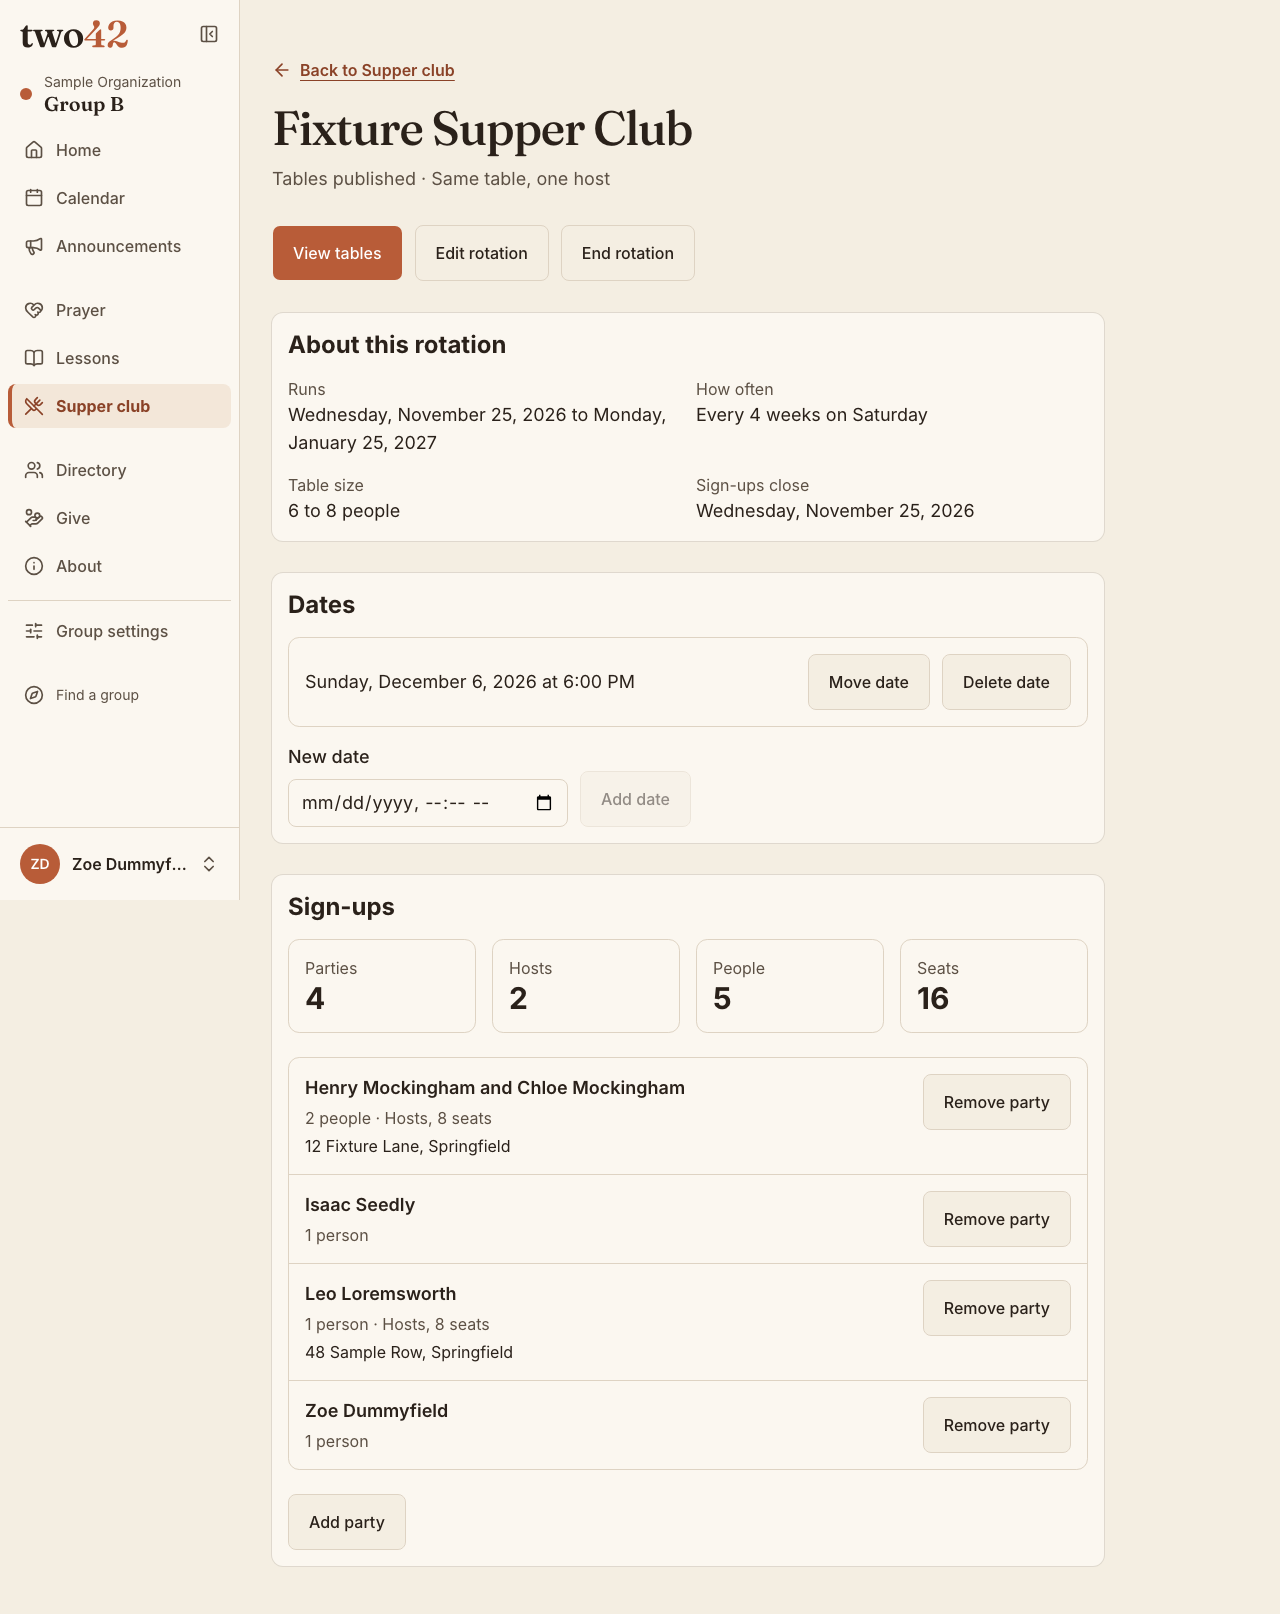 two42
Sample Organization
Group B
Home
Calendar
Announcements
Prayer
Lessons
Supper club
Directory
Give
About
Group settings
Find a group
ZD
Zoe Dummyf...
Back to Supper club
Fixture Supper Club
Tables published · Same table, one host
View tables
Edit rotation
End rotation
About this rotation
Runs
Wednesday, November 25, 2026 to Monday,
January 25, 2027
How often
Every 4 weeks on Saturday
Table size
6 to 8 people
Sign-ups close
Wednesday, November 25, 2026
Dates
Sunday, December 6, 2026 at 6:00 PM
Move date
Delete date
New date
mm/dd/yyyy, --:-- --
Add date
Sign-ups
Parties
4
Hosts
2
People
5
Seats
16
Henry Mockingham and Chloe Mockingham
2 people · Hosts, 8 seats
12 Fixture Lane, Springfield
Remove party
Isaac Seedly
1 person
Remove party
Leo Loremsworth
1 person · Hosts, 8 seats
48 Sample Row, Springfield
Remove party
Zoe Dummyfield
1 person
Remove party
Add party